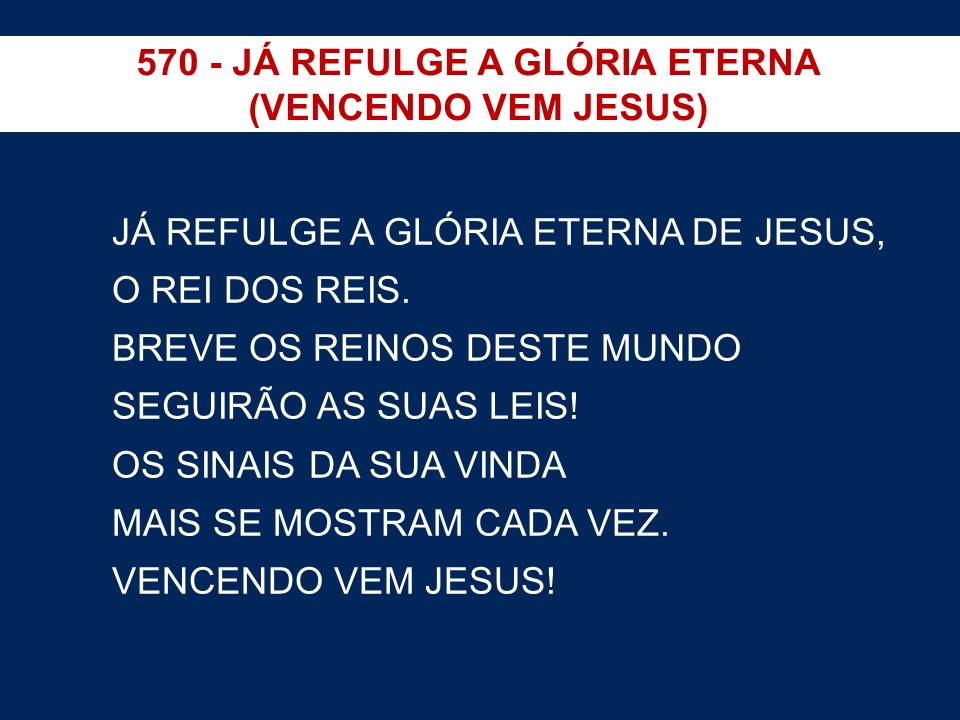 570 - JÁ REFULGE A GLÓRIA ETERNA
(VENCENDO VEM JESUS)
JÁ REFULGE A GLÓRIA ETERNA DE JESUS,
O REI DOS REIS.
BREVE OS REINOS DESTE MUNDO
SEGUIRÃO AS SUAS LEIS!
OS SINAIS DA SUA VINDA
MAIS SE MOSTRAM CADA VEZ.
VENCENDO VEM JESUS!